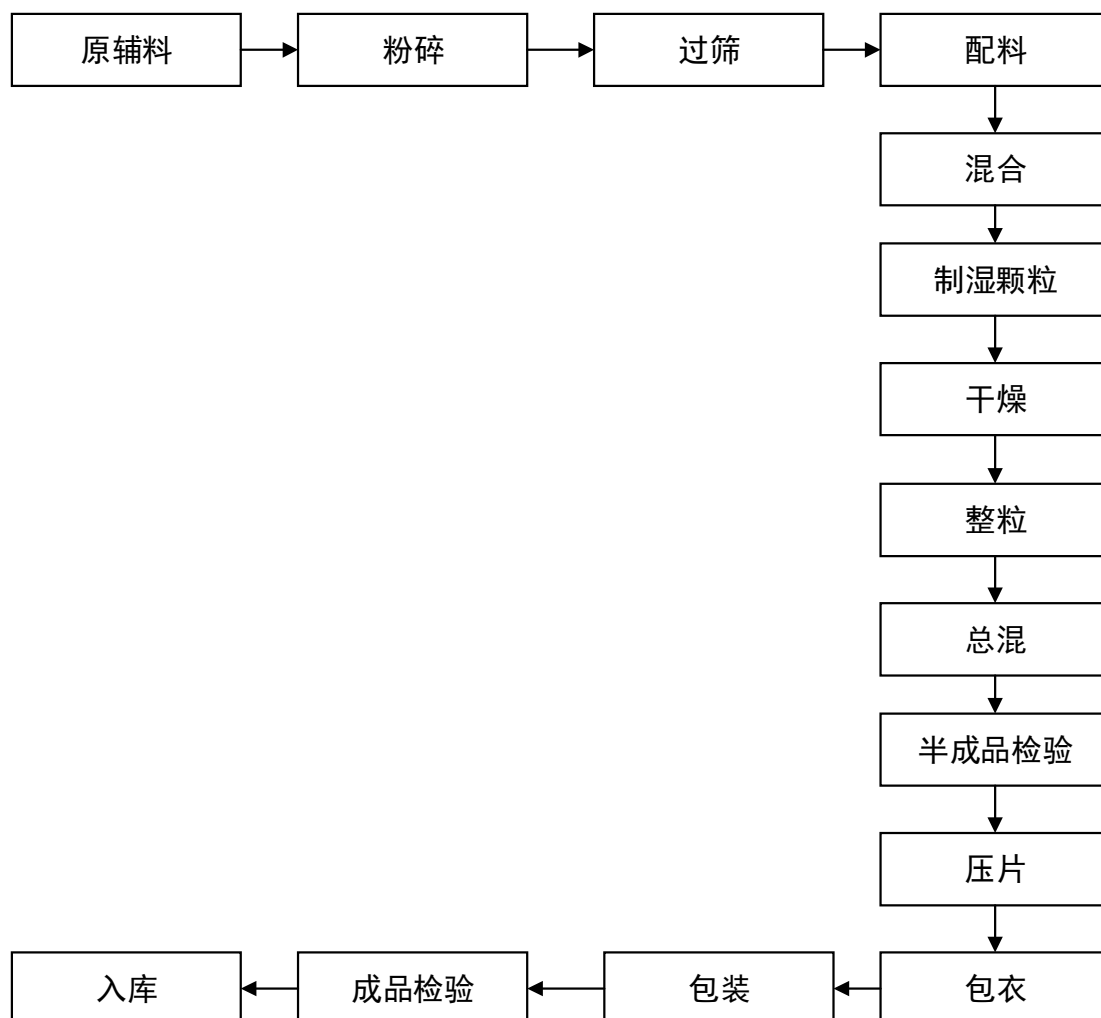 原辅料
粉碎
过筛
配料
混合
制湿颗粒
干燥
整粒
总混
半成品检验
压片
包衣
包装
成品检验
入库